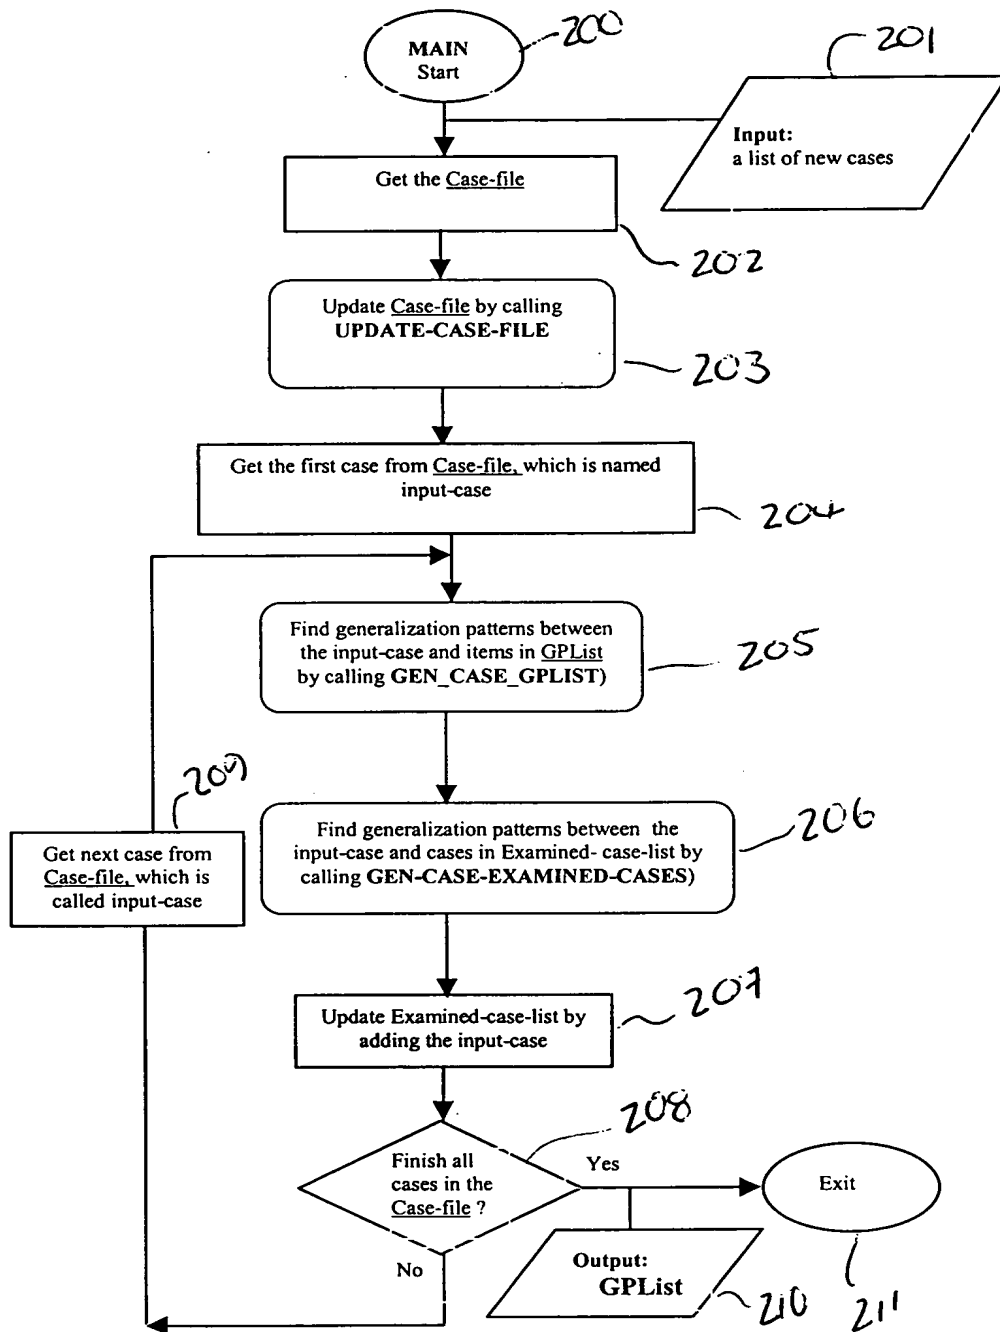 MAIN
Start
200
201
Input:
a list of new cases
Get the Case-file
202
Update Case-file by calling
UPDATE-CASE-FILE
203
Get the first case from Case-file, which is named
input-case
204
Find generalization patterns between
the input-case and items in GPList
by calling GEN_CASE_GPLIST)
205
209
Get next case from
Case-file, which is
called input-case
Find generalization patterns between the
input-case and cases in Examined- case-list by
calling GEN-CASE-EXAMINED-CASES)
206
Update Examined-case-list by
adding the input-case
207
208
Finish all
cases in the
Case-file ?
Yes
Exit
No
Output:
GPList
210
211